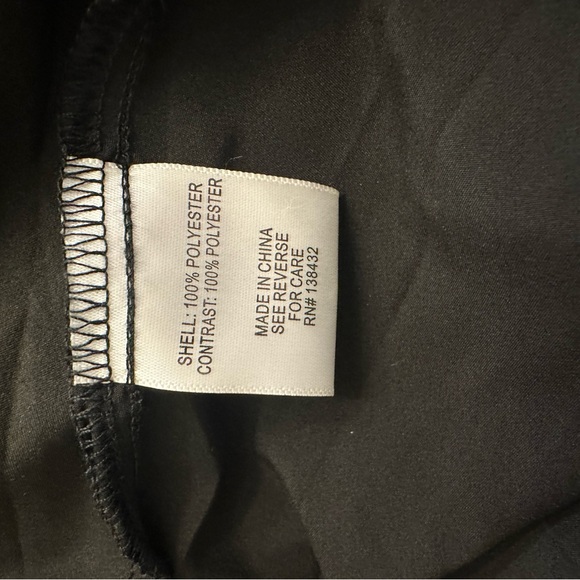 SHELL: 100% POLYESTER
CONTRAST: 100% POLYESTER
MADE IN CHINA
SEE REVERSE
FOR CARE
RN# 138432